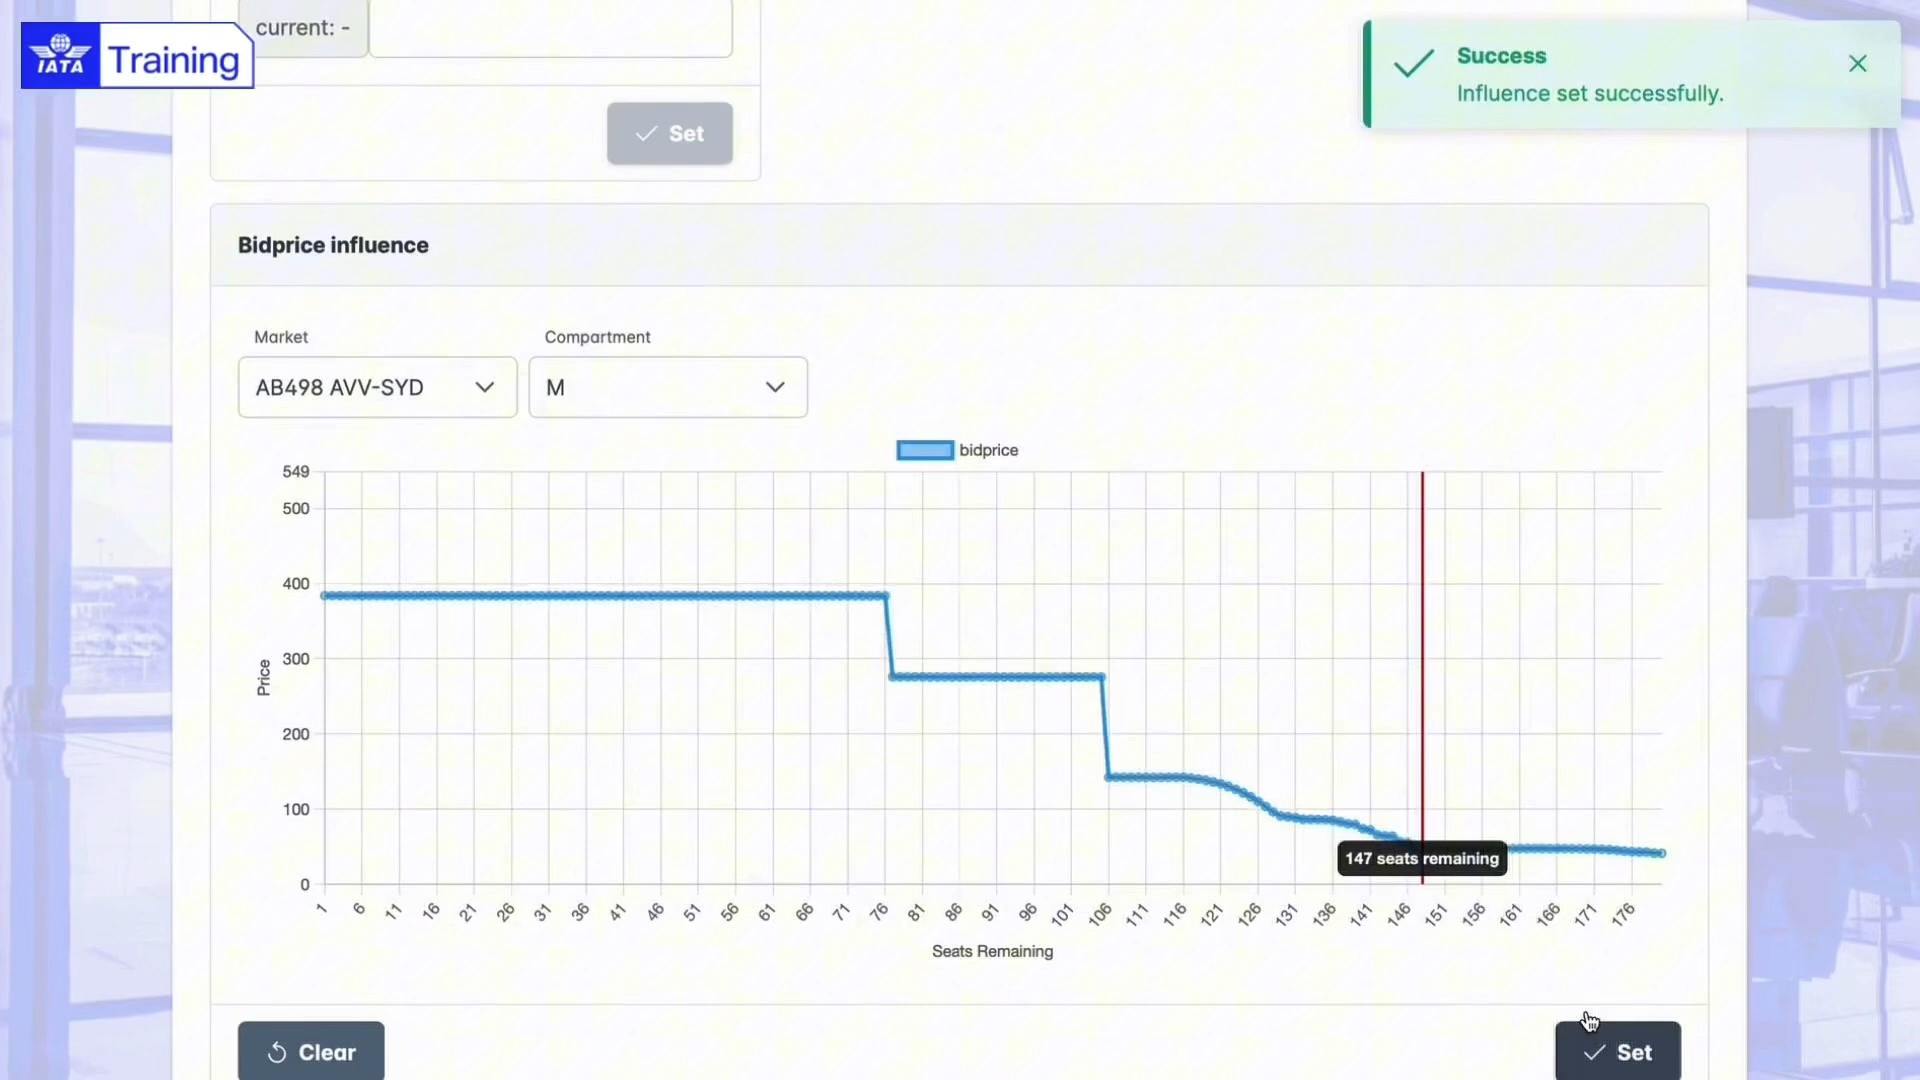 IATA
Training
current: -
Success
Influence set successfully.
Set
Bidprice influence
Market
Compartment
AB498 AVV-SYD
M
bidprice
549
500
400
300
200
100
0
Price
147 seats remaining
1 6 11 16 21 26 31 36 41 46 51 56 61 66 71 76 81 86 91 96 101 106 111 116 121 126 131 136 141 146 151 156 161 166 171 176
Seats Remaining
Clear
Set